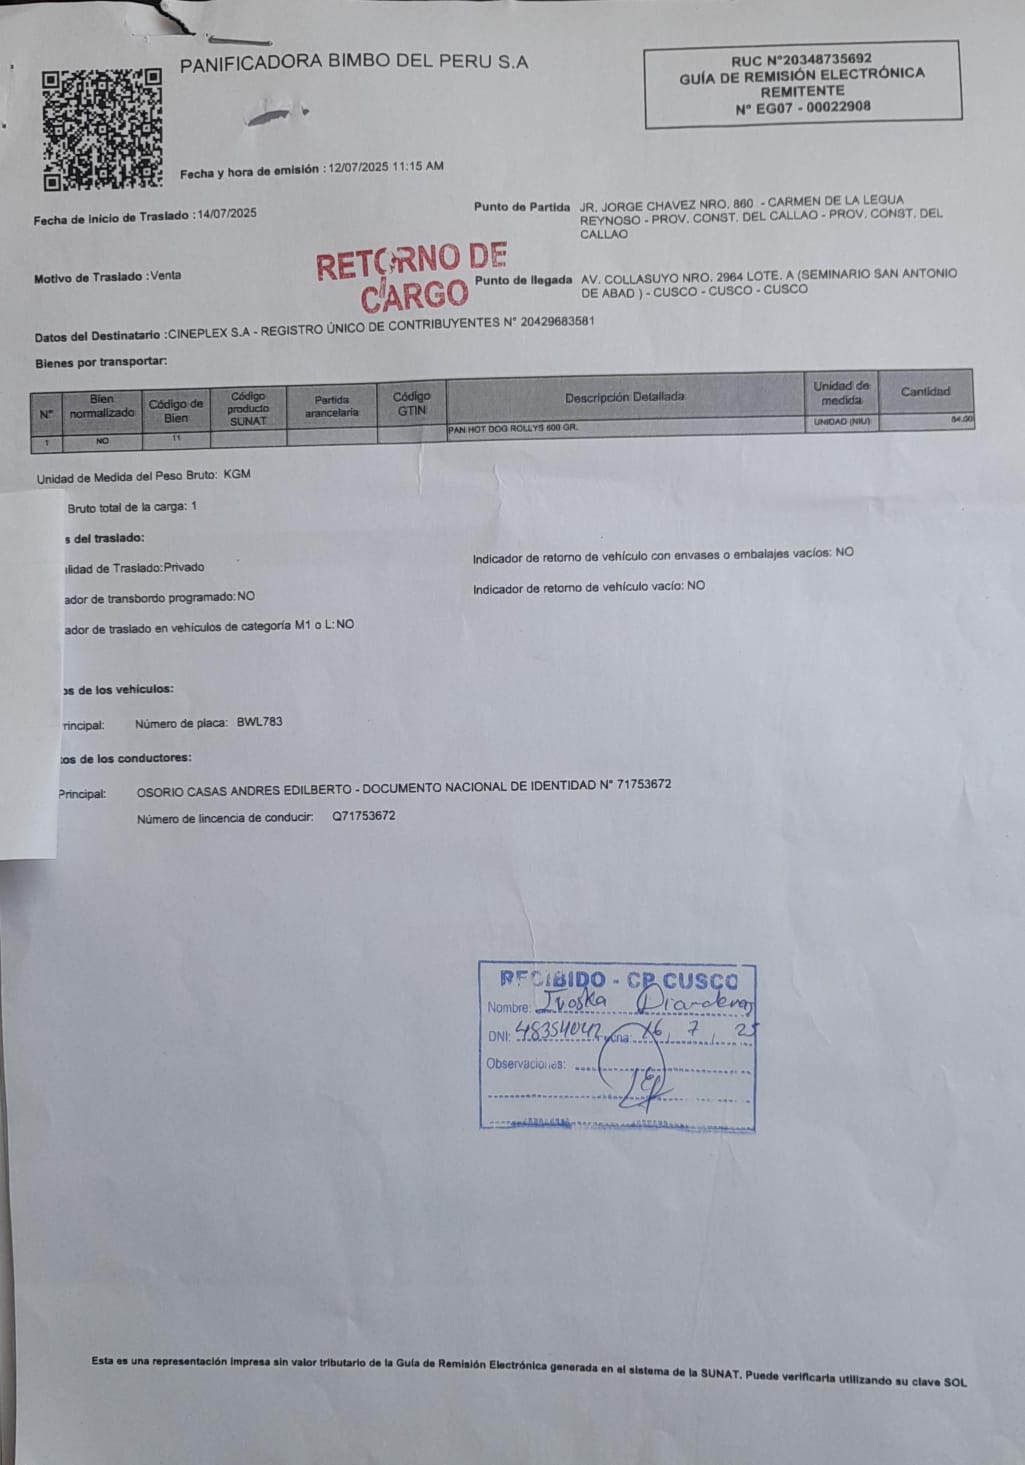 PANIFICADORA BIMBO DEL PERU S.A
RUC N°20348735692
GUÍA DE REMISIÓN ELECTRÓNICA
REMITENTE
N° EG07 - 00022908
Fecha y hora de emisión : 12/07/2025 11:15 AM
Fecha de inicio de Traslado : 14/07/2025
Punto de Partida JR. JORGE CHAVEZ NRO. 860 - CARMEN DE LA LEGUA
REYNOSO - PROV. CONST. DEL CALLAO - PROV. CONST. DEL
CALLAO
Motivo de Traslado : Venta
RETORNO DE
CARGO
Punto de llegada AV. COLLASUYO NRO. 2964 LOTE. A (SEMINARIO SAN ANTONIO
DE ABAD ) - CUSCO - CUSCO - CUSCO
Datos del Destinatario : CINEPLEX S.A - REGISTRO ÚNICO DE CONTRIBUYENTES N° 20429683581
Bienes por transportar:
N° Bien normalizado Código de Bien Código producto SUNAT Partida arancelaria Código GTIN Descripción Detallada Unidad de medida Cantidad
1 NO 11 PAN HOT DOG ROLLYS 600 GR. UNIDAD (NIU) 84.00
Unidad de Medida del Peso Bruto: KGM
Bruto total de la carga: 1
s del traslado:
lidad de Traslado: Privado
Indicador de retorno de vehículo con envases o embalajes vacíos: NO
ador de transbordo programado: NO
Indicador de retorno de vehículo vacío: NO
ador de traslado en vehículos de categoría M1 o L: NO
os de los vehículos:
rincipal: Número de placa: BWL783
tos de los conductores:
Principal: OSORIO CASAS ANDRES EDILBERTO - DOCUMENTO NACIONAL DE IDENTIDAD N° 71753672
Número de lincencia de conducir: Q71753672
RECIBIDO - CP CUSCO
Nombre: Ivoska Dianderas
DNI: 48354042 cha: 16, 7, 25
Observaciones:
Esta es una representación impresa sin valor tributario de la Guía de Remisión Electrónica generada en el sistema de la SUNAT. Puede verificarla utilizando su clave SOL